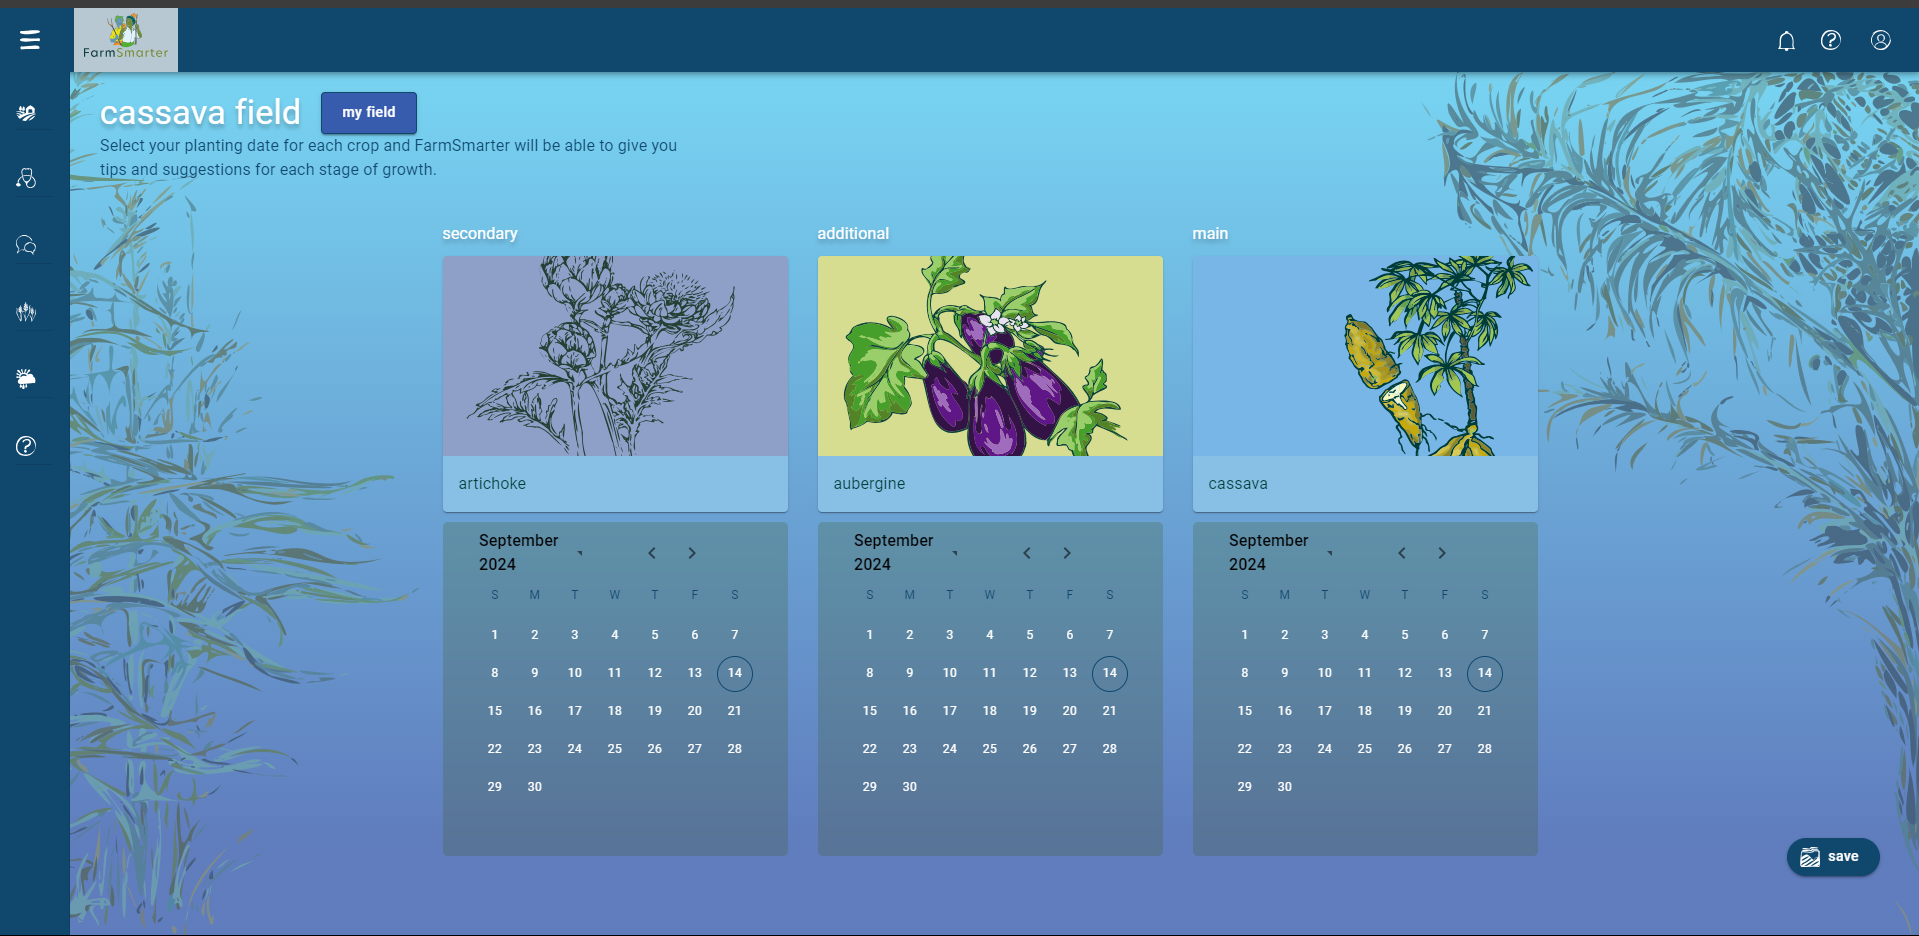 FarmSmarter
cassava field
my field
Select your planting date for each crop and FarmSmarter will be able to give you
tips and suggestions for each stage of growth.
secondary
artichoke
September
2024
S M T W T F S
1 2 3 4 5 6 7
8 9 10 11 12 13 14
15 16 17 18 19 20 21
22 23 24 25 26 27 28
29 30
additional
aubergine
September
2024
S M T W T F S
1 2 3 4 5 6 7
8 9 10 11 12 13 14
15 16 17 18 19 20 21
22 23 24 25 26 27 28
29 30
main
cassava
September
2024
S M T W T F S
1 2 3 4 5 6 7
8 9 10 11 12 13 14
15 16 17 18 19 20 21
22 23 24 25 26 27 28
29 30
save